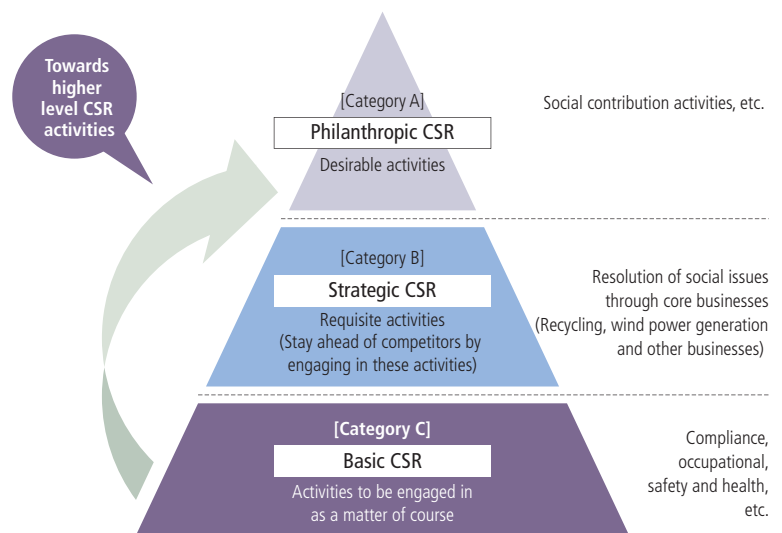 Towards
higher
level CSR
activities
[Category A]
Philanthropic CSR
Desirable activities
Social contribution activities, etc.
[Category B]
Strategic CSR
Requisite activities
(Stay ahead of competitors by
engaging in these activities)
Resolution of social issues
through core businesses
(Recycling, wind power generation
and other businesses)
[Category C]
Basic CSR
Activities to be engaged in
as a matter of course
Compliance,
occupational,
safety and health,
etc.